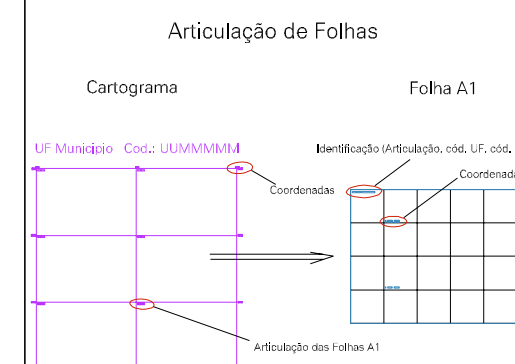 Articulação de Folhas
Cartograma
Folha A1
UF Município Cod.: UUMMMMM
Identificação (Articulação, cód. UF, cód.
Coordenadas
Coordenada
Articulação das Folhas A1